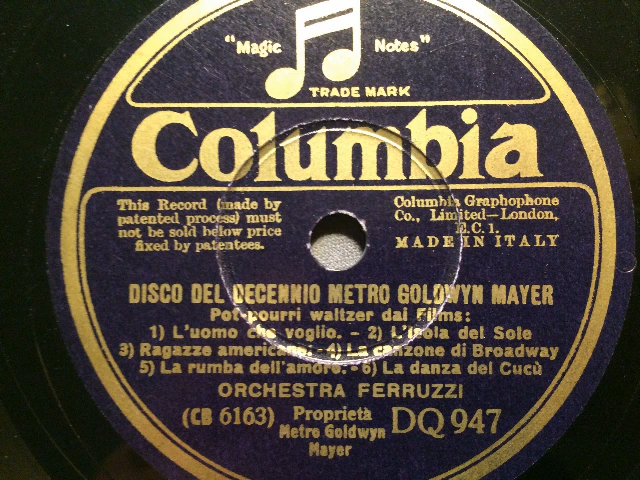 "Magic Notes"
TRADE MARK
Columbia
This Record (made by
patented process) must
not be sold below price
fixed by patentees.
Columbia Graphophone
Co., Limited—London,
E.C.1.
MADE IN ITALY
DISCO DEL DECENNIO METRO GOLDWYN MAYER
Pot-pourri waltzer dai Films:
1) L'uomo che voglio. - 2) L'Isola del Sole
3) Ragazze americane. - 4) La canzone di Broadway
5) La rumba dell'amore. - 6) La danza del Cucù
ORCHESTRA FERRUZZI
(CB 6163) Proprietà DQ 947
Metro Goldwyn
Mayer